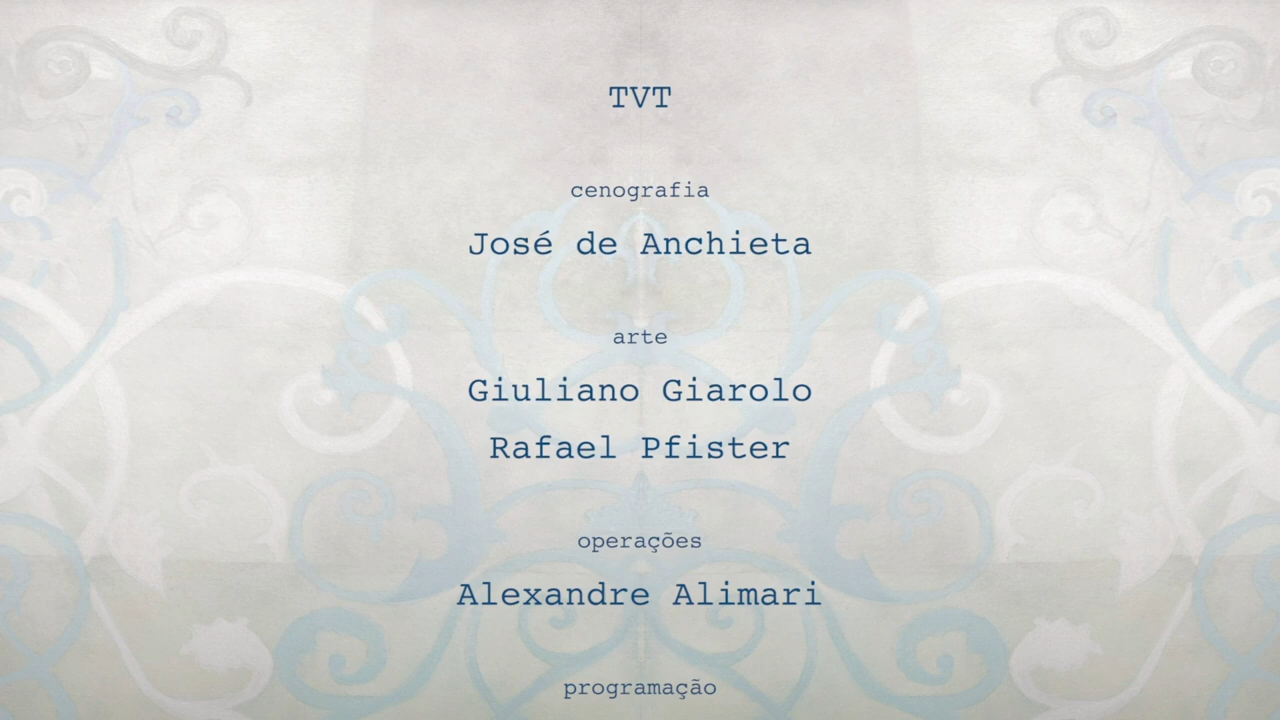 TVT
cenografia
José de Anchieta
arte
Giuliano Giarolo
Rafael Pfister
operações
Alexandre Alimari
programação